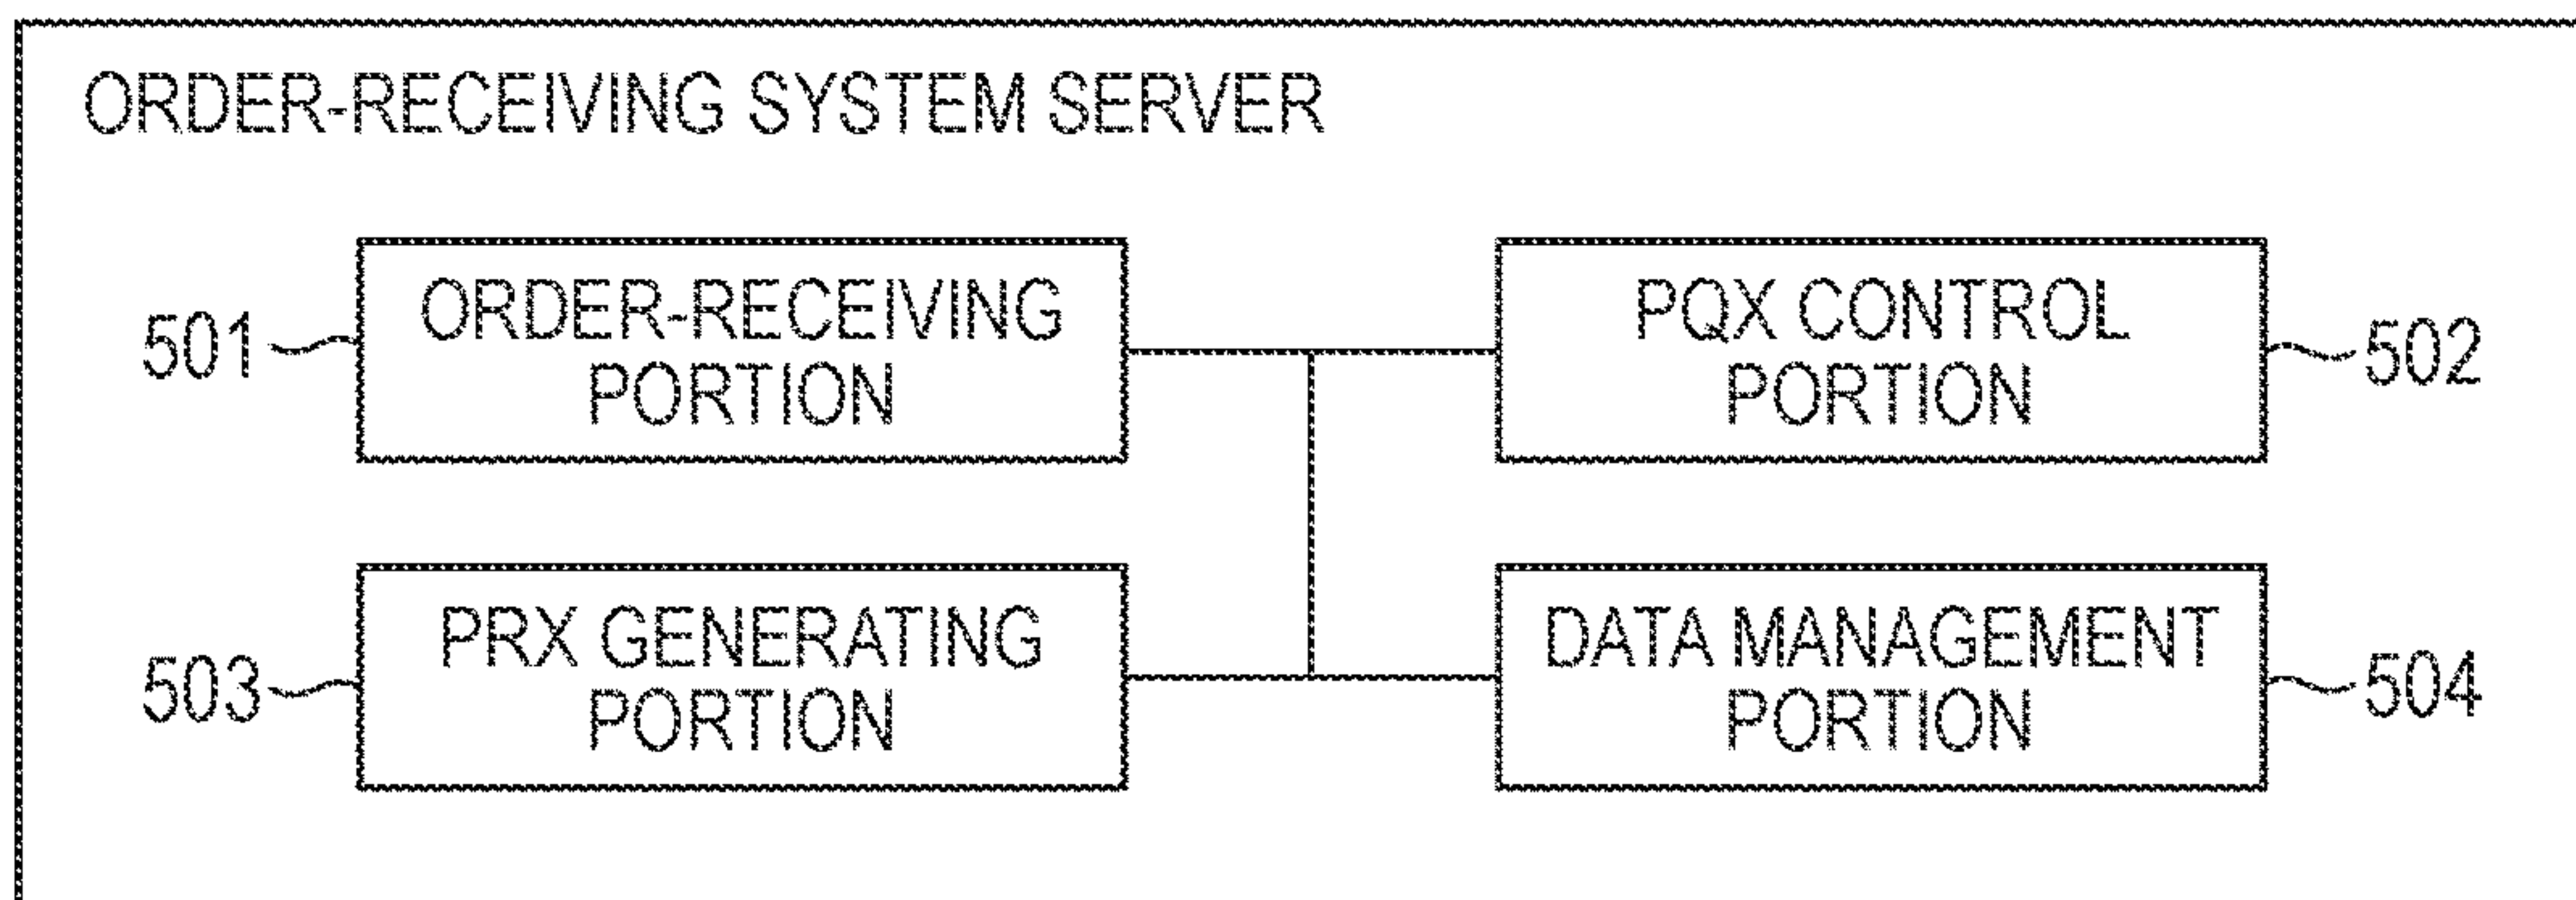 ORDER-RECEIVING SYSTEM SERVER
501
ORDER-RECEIVING
PORTION
PQX CONTROL
PORTION
502
503
PRX GENERATING
PORTION
DATA MANAGEMENT
PORTION
504